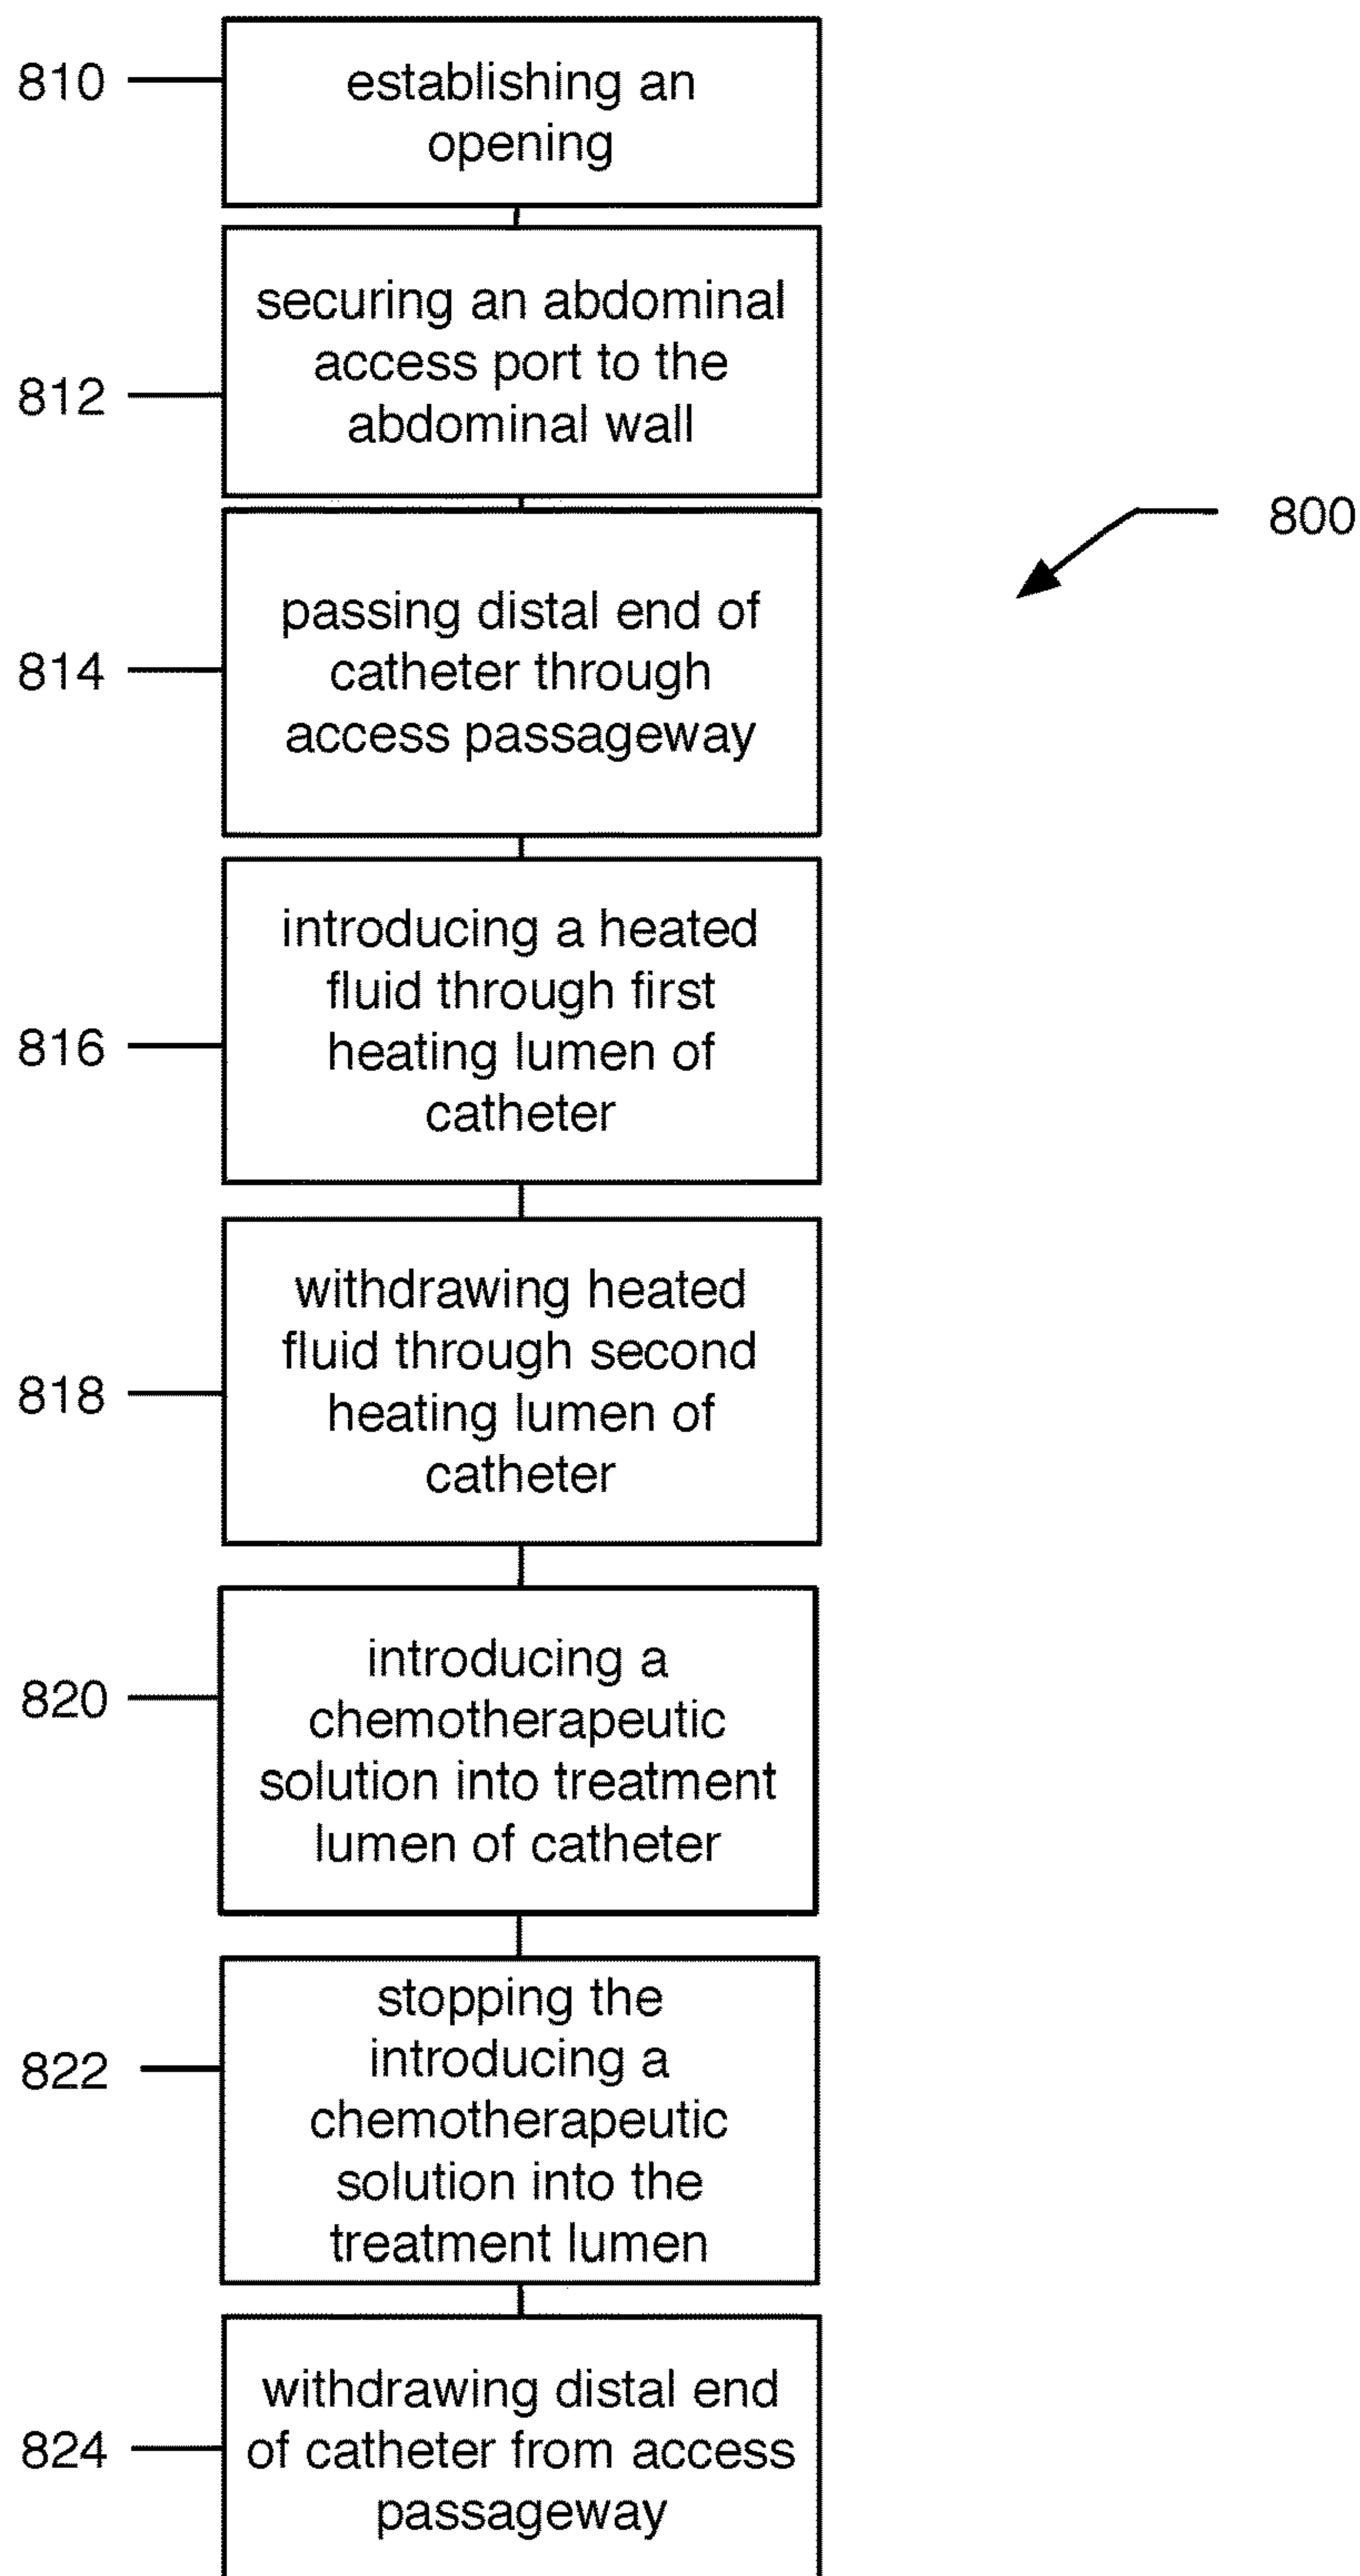 810
establishing an
opening
812
securing an abdominal
access port to the
abdominal wall
800
814
passing distal end of
catheter through
access passageway
816
introducing a heated
fluid through first
heating lumen of
catheter
818
withdrawing heated
fluid through second
heating lumen of
catheter
820
introducing a
chemotherapeutic
solution into treatment
lumen of catheter
822
stopping the
introducing a
chemotherapeutic
solution into the
treatment lumen
824
withdrawing distal end
of catheter from access
passageway